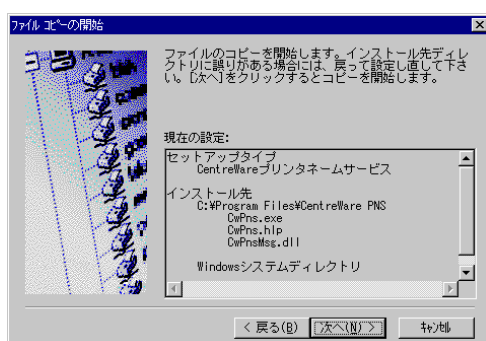 ﾌｧｲﾙ ｺﾋﾟｰの開始
ファイルのコピーを開始します。インストール先ディレ
クトリに誤りがある場合には、戻って設定し直して下さ
い。[次へ]をクリックするとコピーを開始します。
現在の設定:
セットアップタイプ
CentreWareプリンタネームサービス
インストール先
C:¥Program Files¥CentreWare PNS
CwPns.exe
CwPns.hlp
CwPnsMsg.dll
Windowsシステムディレクトリ
< 戻る(B)
次へ(N) >
ｷｬﾝｾﾙ